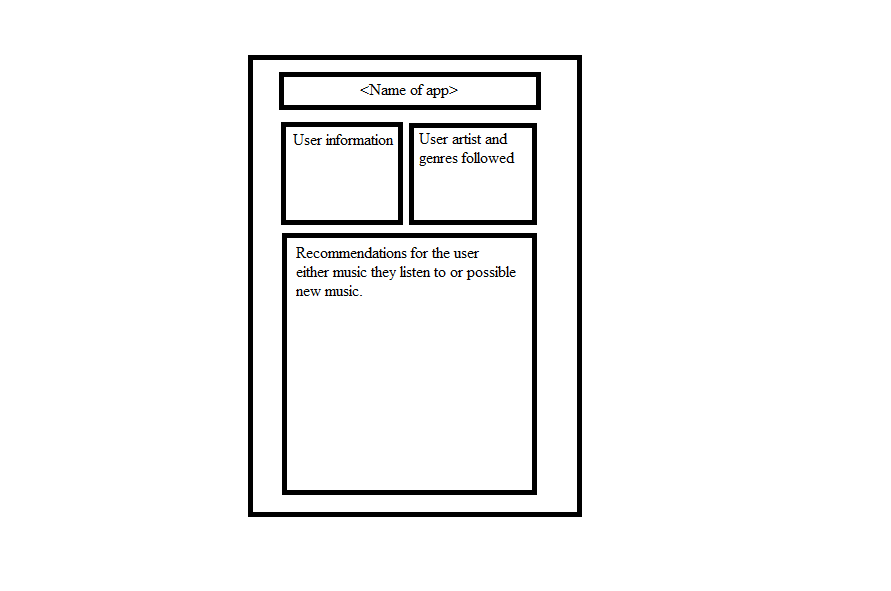 <Name of app>
User information
User artist and
genres followed
Recommendations for the user
either music they listen to or possible
new music.